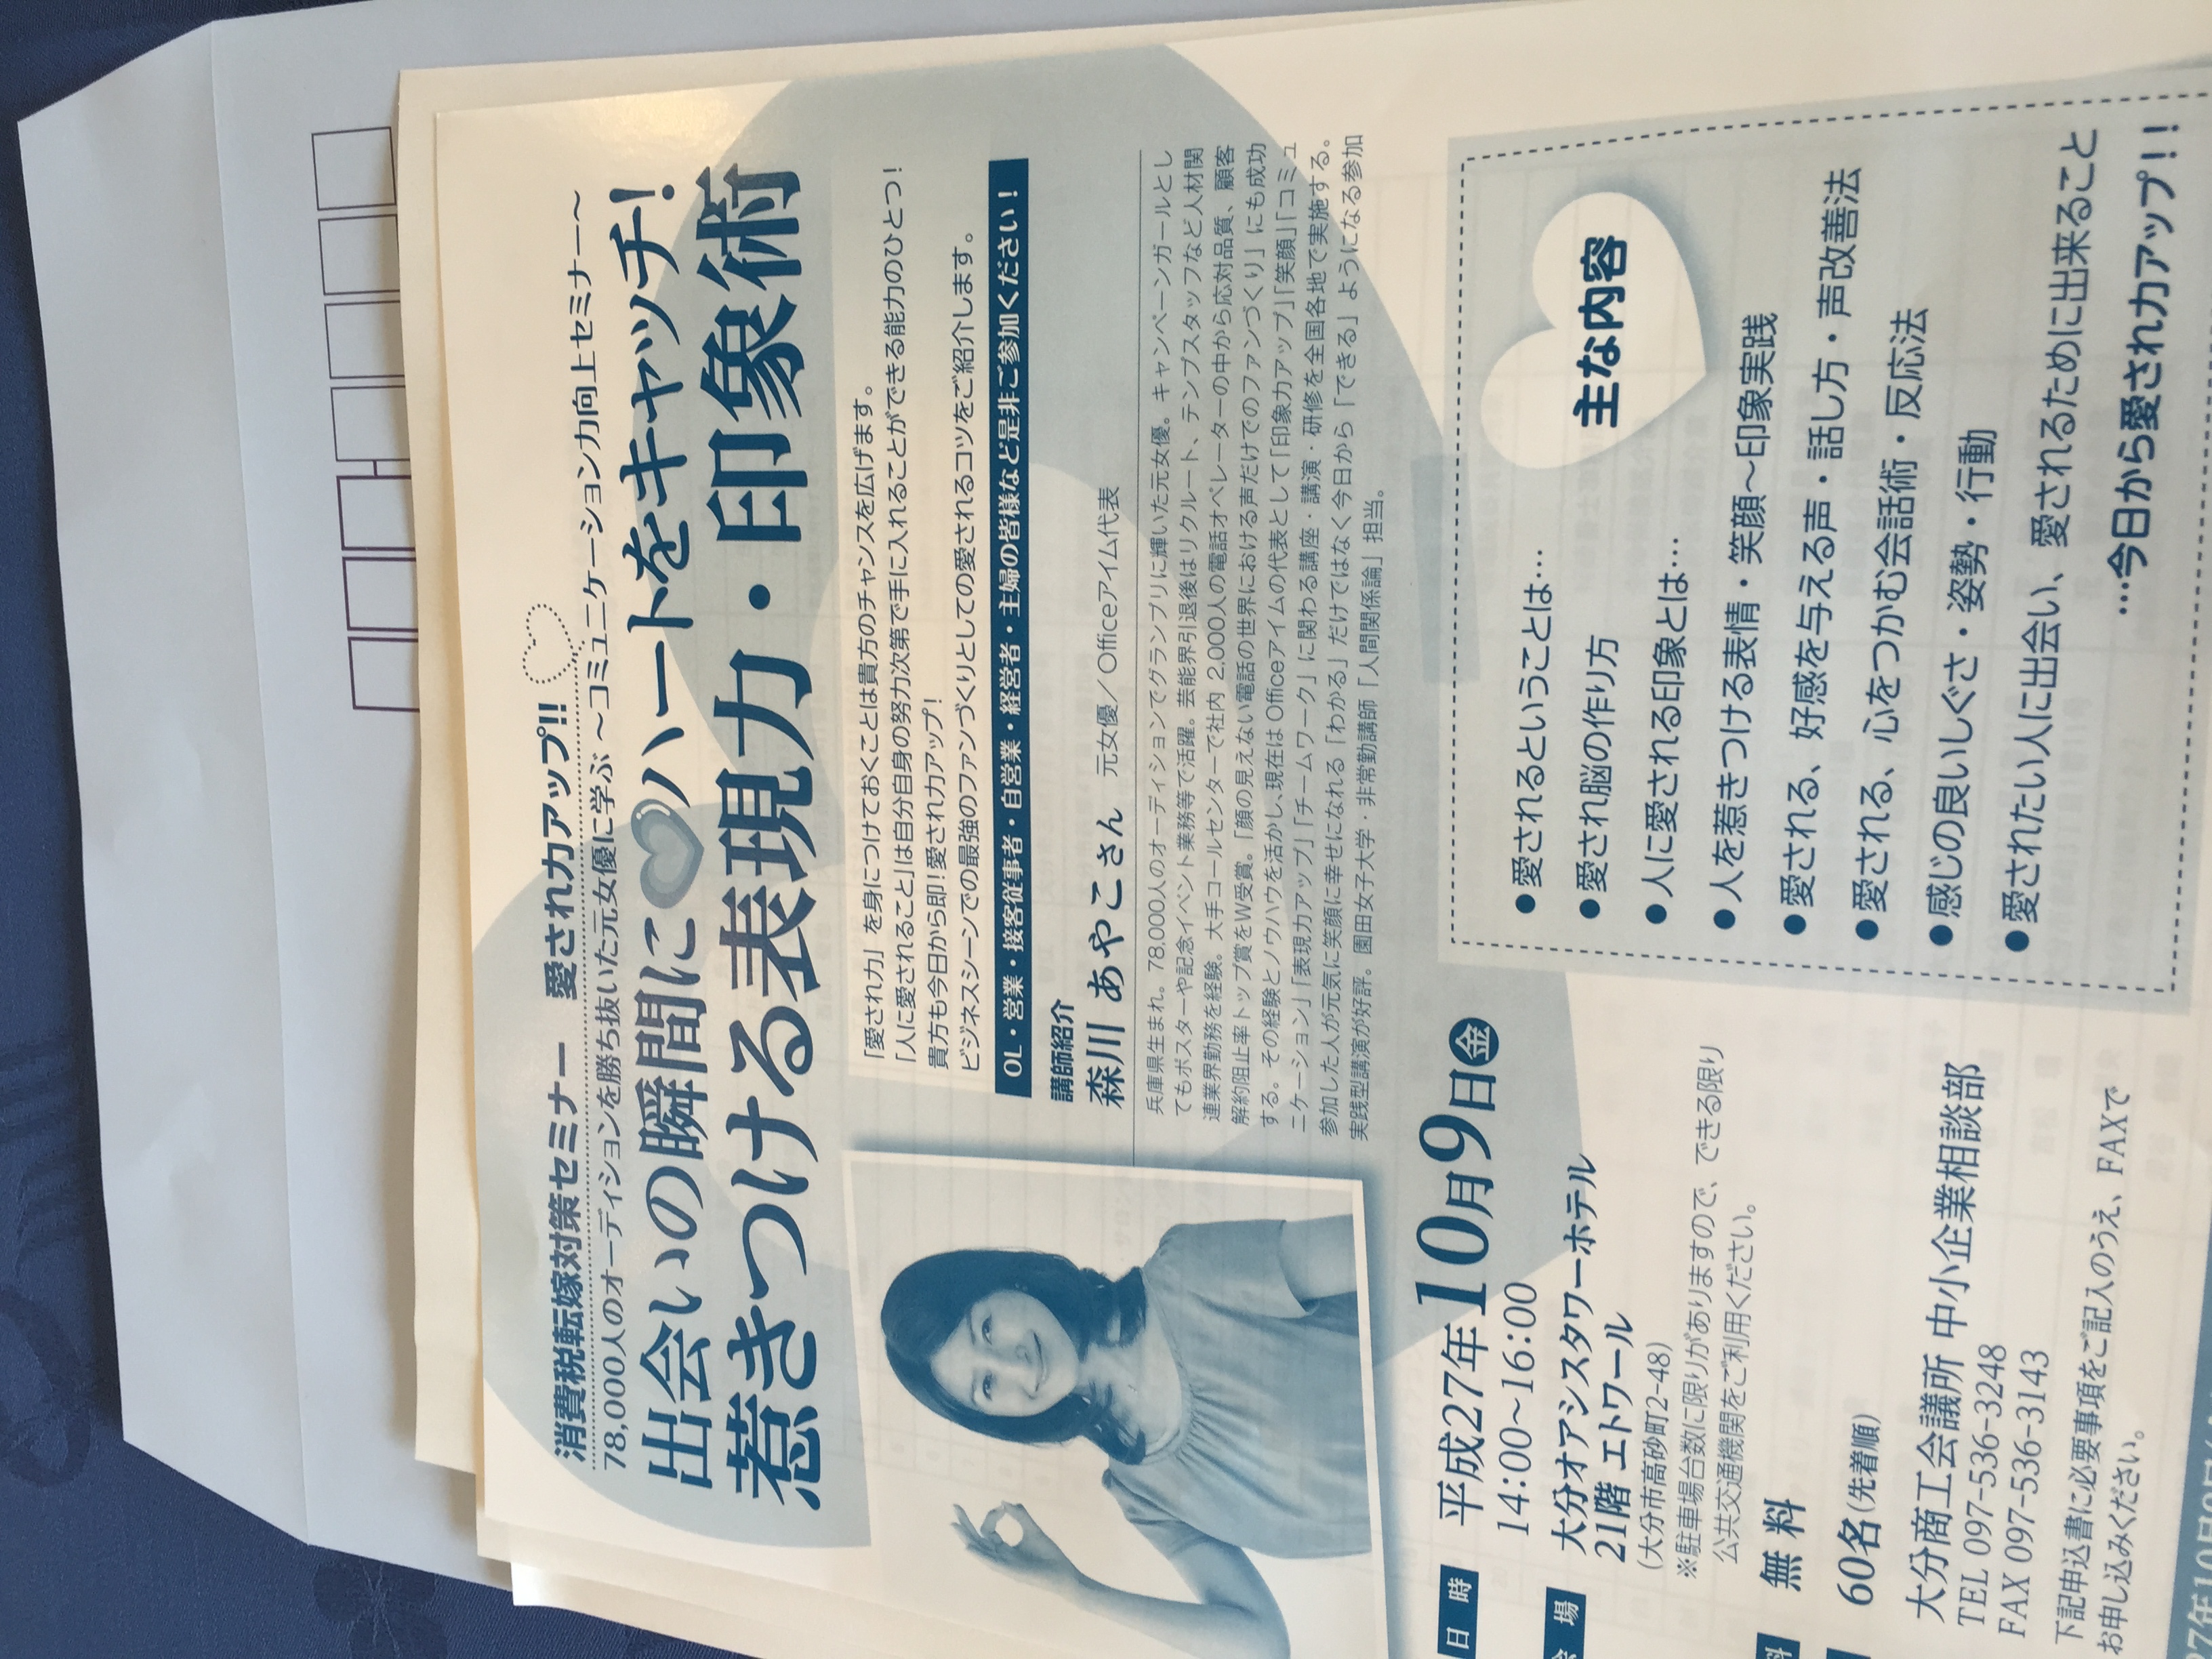 消費税転嫁対策セミナー 愛され力アップ!!
78,000人のオーディションを勝ち抜いた元女優に学ぶ ～コミュニケーション力向上セミナー～
出会いの瞬間にハートをキャッチ!
惹きつける表現力・印象術
「愛され力」を身につけておくことは貴方のチャンスを広げます。
「人に愛されること」は自分自身の努力次第で手に入れることができる能力のひとつ!
貴方も今日から即!愛され力アップ!
ビジネスシーンでの最強のファンづくりとしての愛されるコツをご紹介します。
OL・営業・接客従事者・自営業・経営者・主婦の皆様など是非ご参加ください!
講師紹介
森川 あやこさん 元女優／Officeアイム代表
兵庫県生まれ。78,000人のオーディションでグランプリに輝いた元女優。キャンペーンガールとし
てもポスターや記念イベント業務等で活躍。芸能界引退後はリクルート、テンプスタッフなど人材関
連業界勤務を経験。大手コールセンターで社内 2,000人の電話オペレーターの中から応対品質、顧客
解約阻止率トップ賞をW受賞。「顔の見えない電話の世界における声だけでのファンづくり」にも成功
する。その経験とノウハウを活かし、現在は Officeアイムの代表として「印象力アップ」「笑顔」「コミュ
ニケーション」「表現力アップ」「チームワーク」に関わる講座・講演・研修を全国各地で実施する。
参加した人が元気に笑顔に幸せになれる「わかる」だけではなく今日から「できる」ようになる参加
実践型講演が好評。園田女子大学・非常勤講師「人間関係論」担当。
主な内容
●愛されるということは…
●愛され脳の作り方
●人に愛される印象とは…
●人を惹きつける表情・笑顔～印象実践
●愛される、好感を与える声・話し方・声改善法
●愛される、心をつかむ会話術・反応法
●感じの良いしぐさ・姿勢・行動
●愛されたい人に出会い、愛されるために出来ること
…今日から愛され力アップ!!
日時 平成27年10月9日金
14:00～16:00
会場 大分オアシスタワーホテル
21階 エトワール
(大分市高砂町2-48)
※駐車場台数に限りがありますので、できる限り
公共交通機関をご利用ください。
料 無料
60名(先着順)
大分商工会議所 中小企業相談部
TEL 097-536-3248
FAX 097-536-3143
下記申込書に必要事項をご記入のうえ、FAXで
お申し込みください。